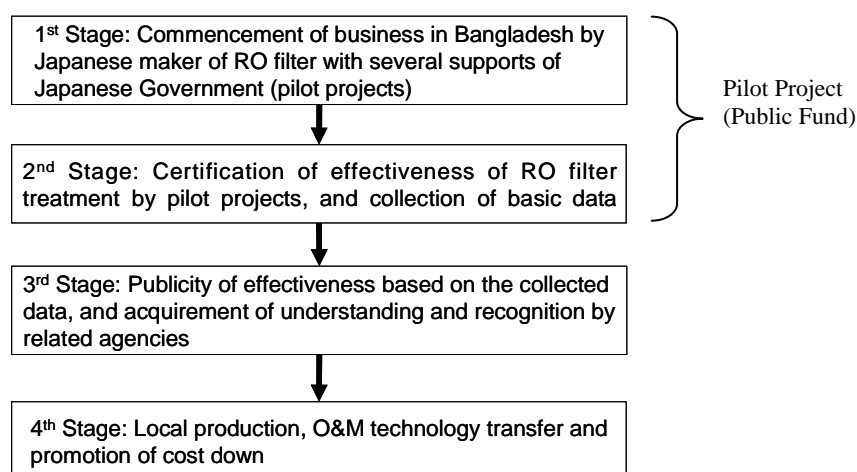 1st Stage: Commencement of business in Bangladesh by
Japanese maker of RO filter with several supports of
Japanese Government (pilot projects)
Pilot Project
(Public Fund)
2nd Stage: Certification of effectiveness of RO filter
treatment by pilot projects, and collection of basic data
3rd Stage: Publicity of effectiveness based on the collected
data, and acquirement of understanding and recognition by
related agencies
4th Stage: Local production, O&M technology transfer and
promotion of cost down